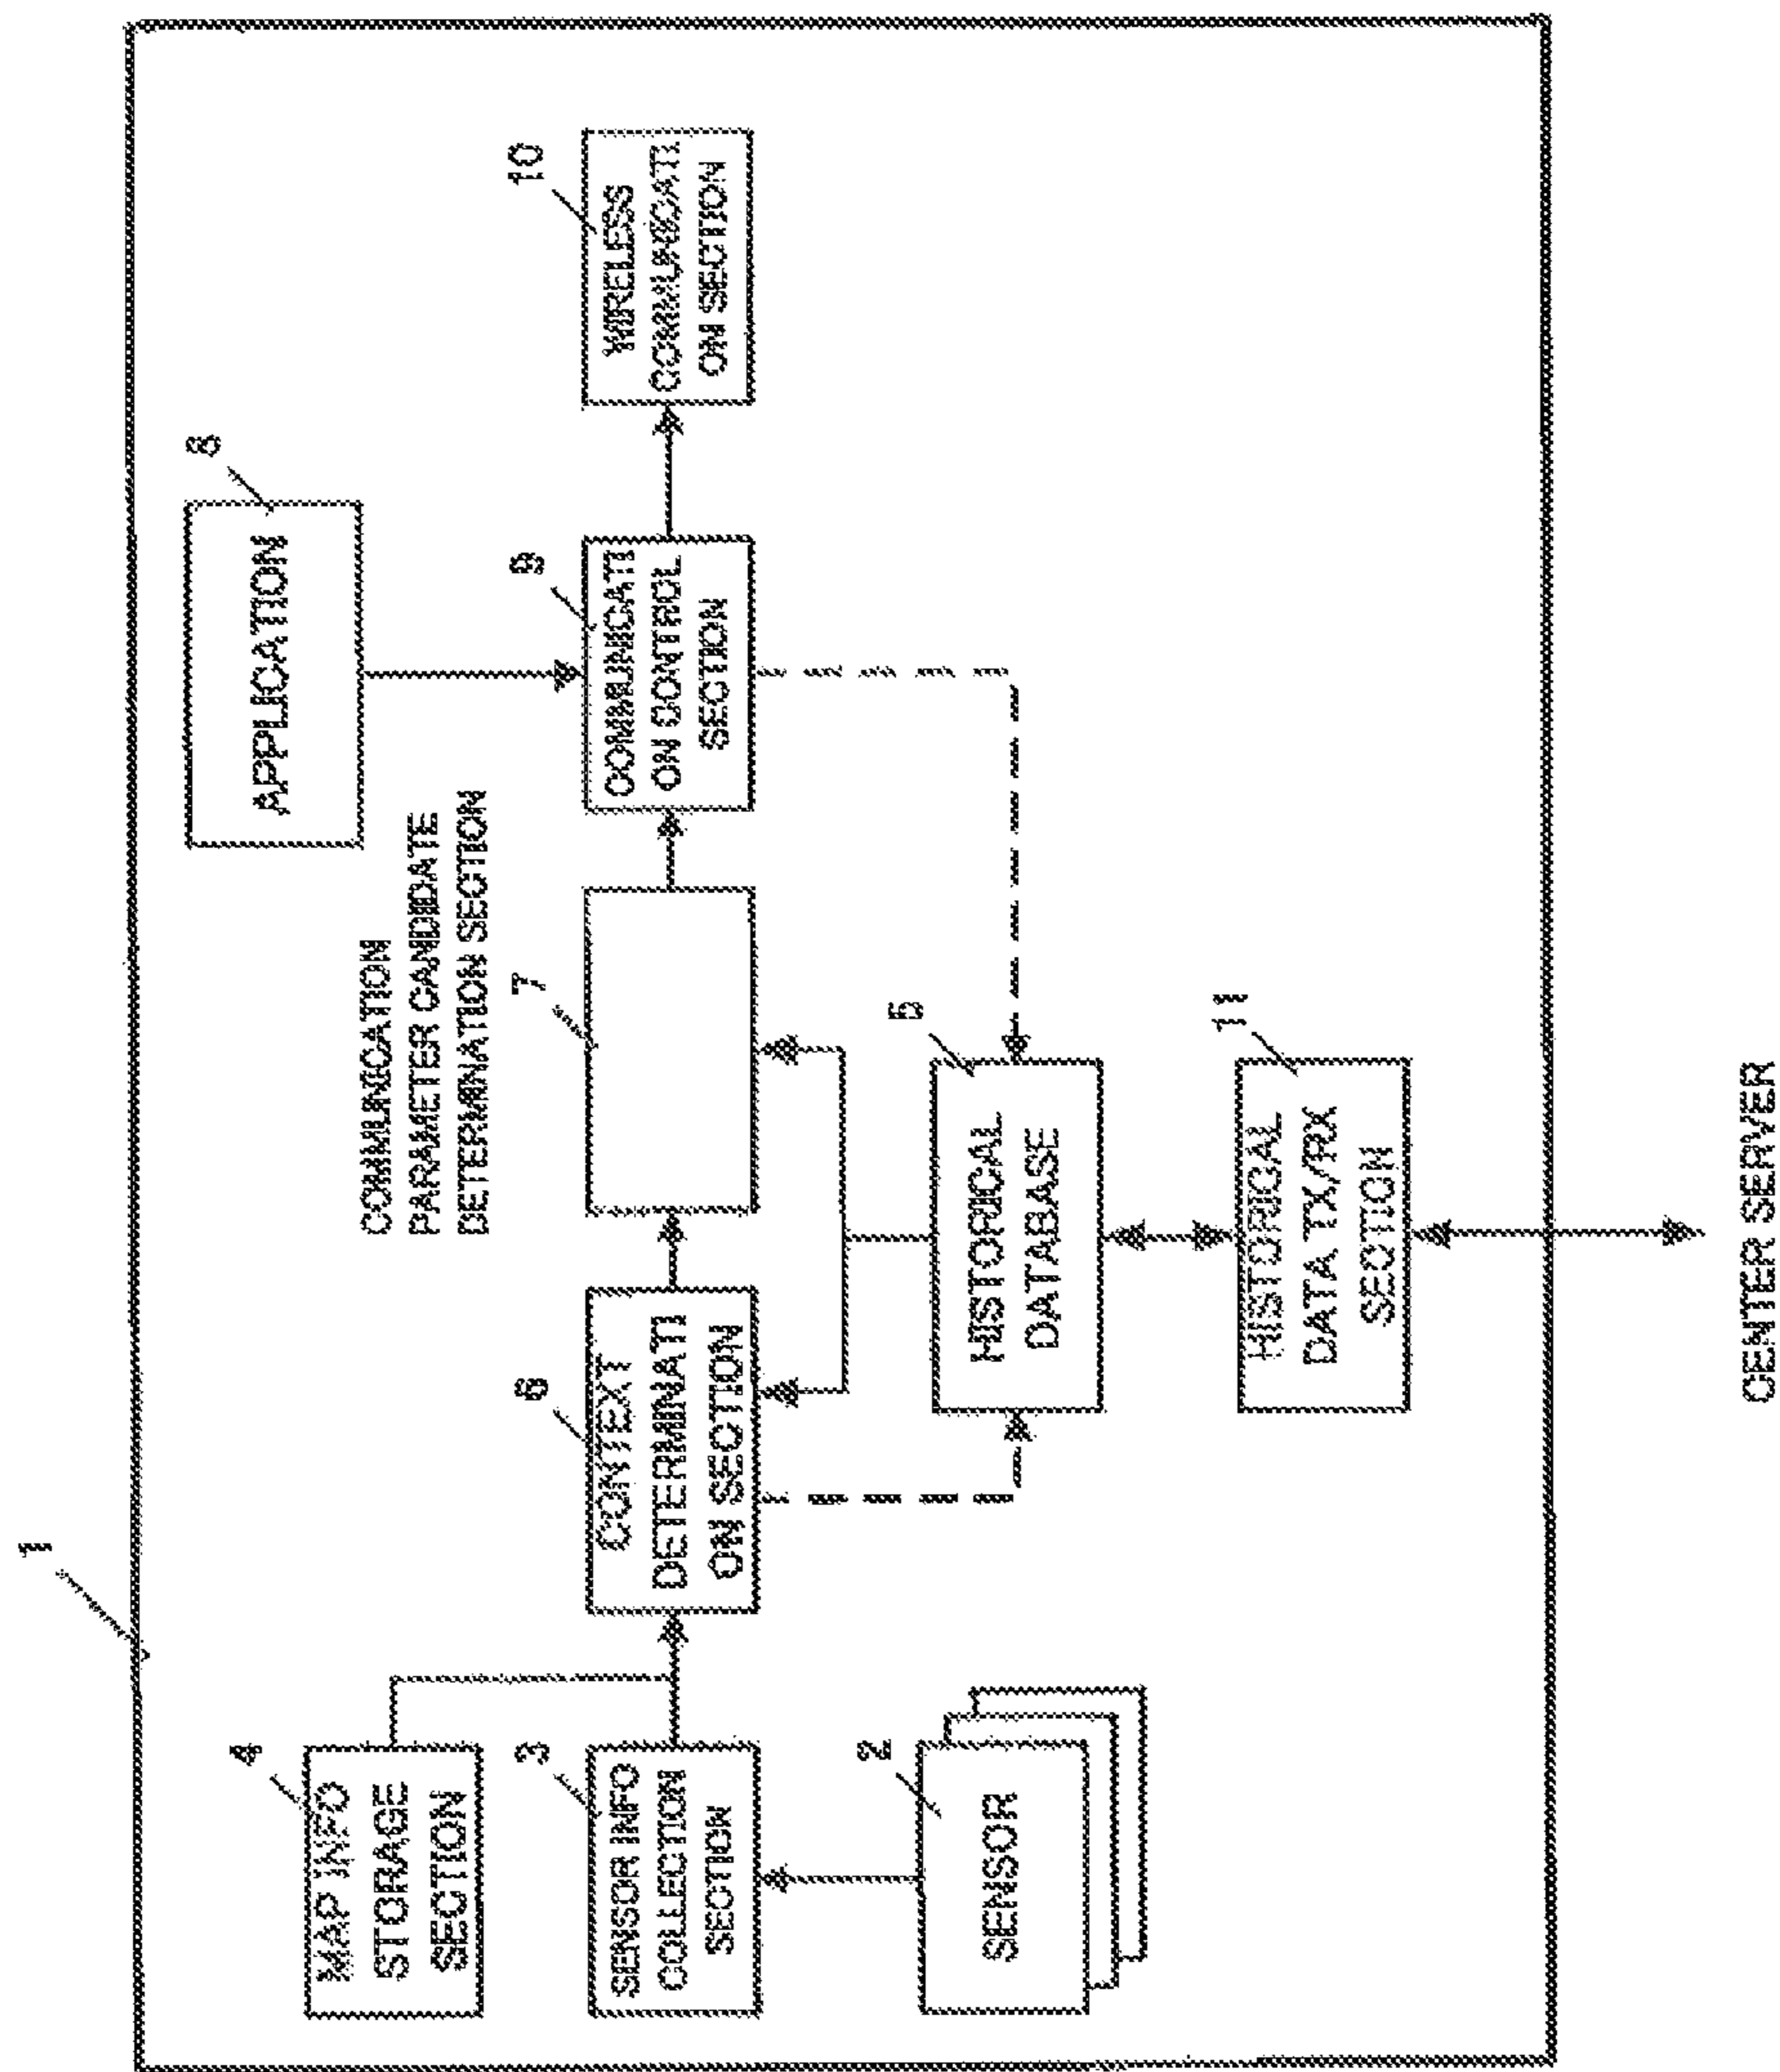 1
4
MAP INFO
STORAGE
SECTION
3
SENSOR INFO
COLLECTION
SECTION
2
SENSOR
6
CONTEXT
DETERMINATI
ON SECTION
COMMUNICATION
PARAMETER CANDIDATE
DETERMINATION SECTION
7
5
HISTORICAL
DATABASE
11
HISTORICAL
DATA TX/RX
SECTION
8
APPLICATION
9
COMMUNICATI
ON CONTROL
SECTION
10
WIRELESS
COMMUNICATI
ON SECTION
CENTER SERVER